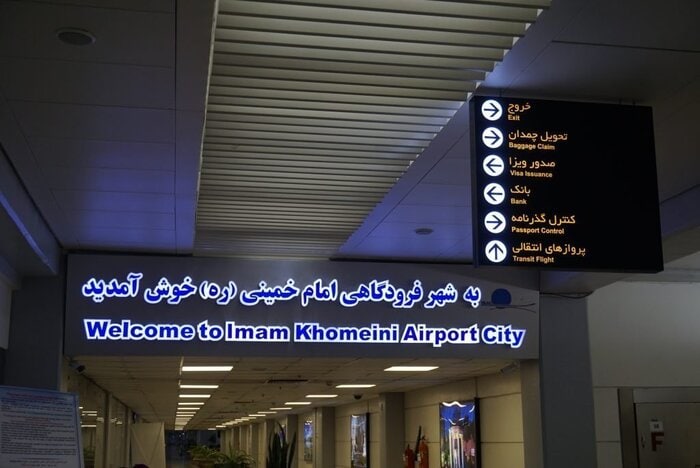 خروج
Exit
تحویل چمدان
Baggage Claim
صدور ویزا
Visa Issuance
بانک
Bank
کنترل گذرنامه
Passport Control
پروازهای انتقالی
Transit Flight
به شهر فرودگاهی امام خمینی (ره) خوش آمدید
Welcome to Imam Khomeini Airport City
F